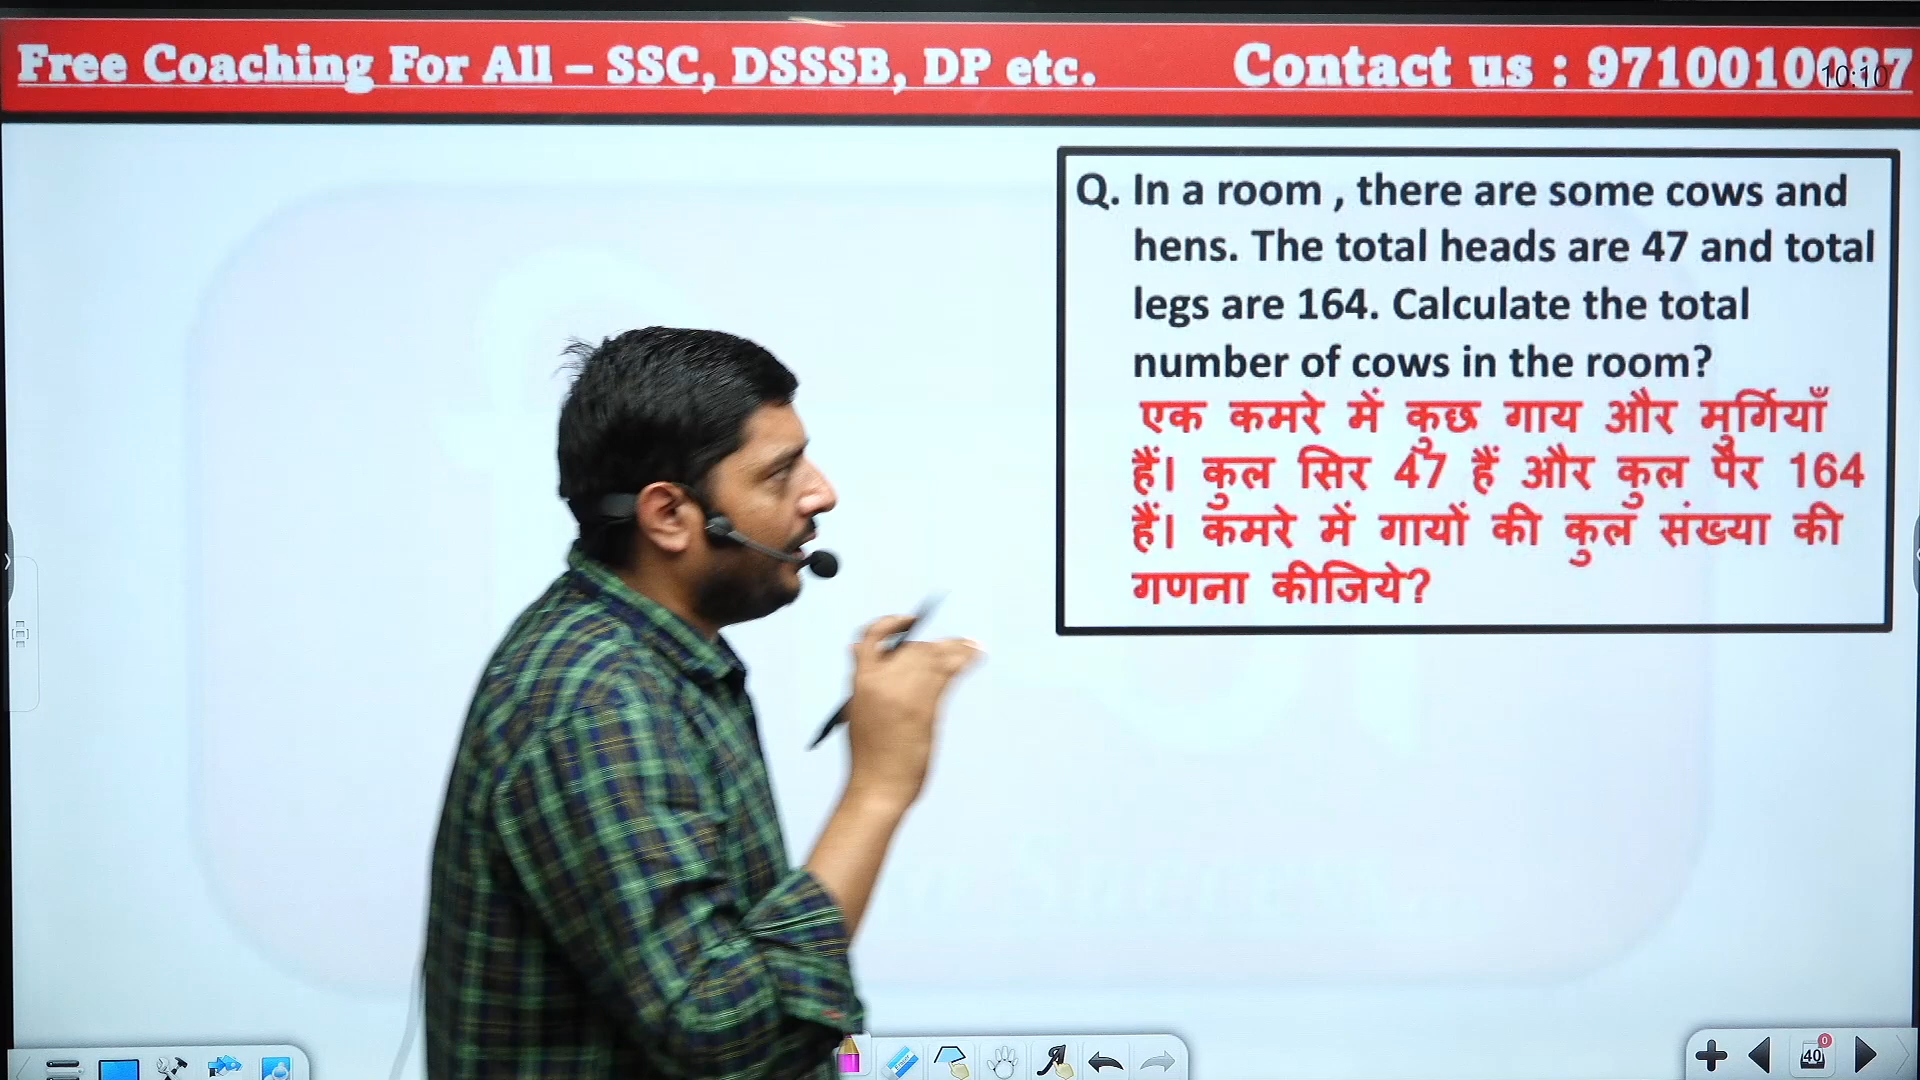 Free Coaching For All – SSC, DSSSB, DP etc. Contact us : 9710010087
10:10
Q. In a room , there are some cows and
hens. The total heads are 47 and total
legs are 164. Calculate the total
number of cows in the room?
एक कमरे में कुछ गाय और मुर्गियाँ
हैं। कुल सिर 47 हैं और कुल पैर 164
हैं। कमरे में गायों की कुल संख्या की
गणना कीजिये?
40
0